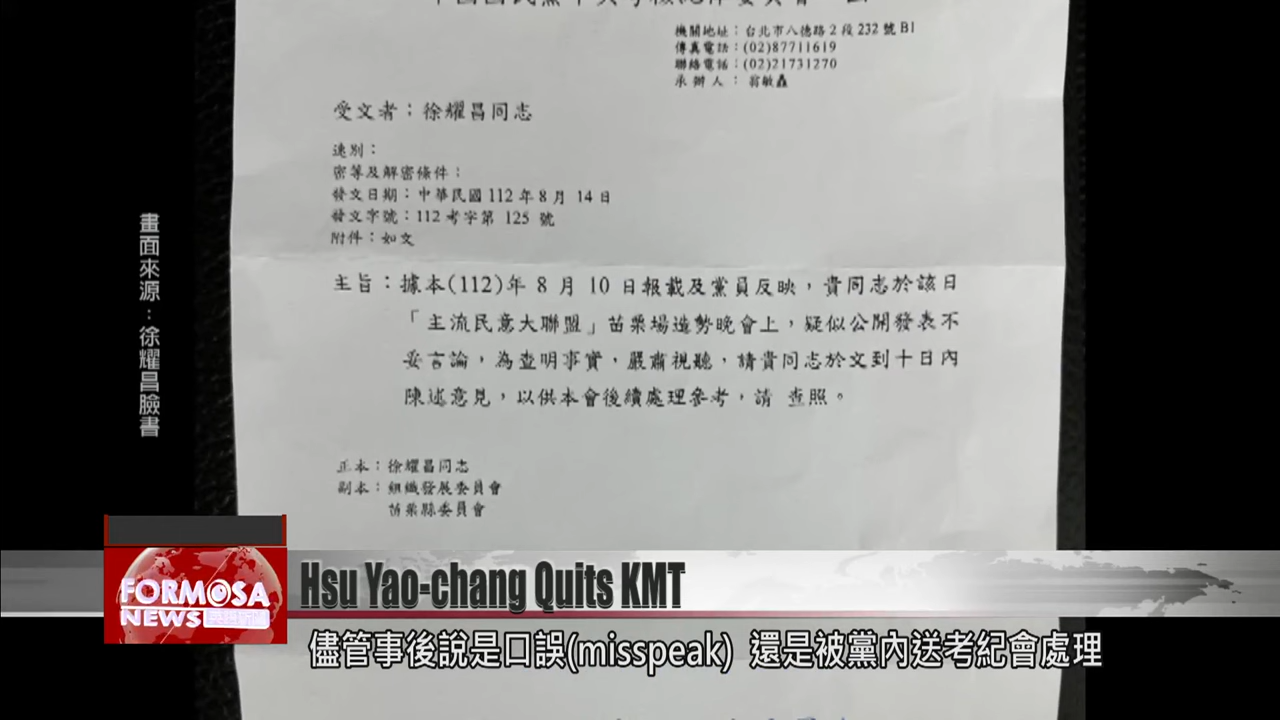 機關地址：台北市八德路2段232號B1
傳真電話：(02)87711619
聯絡電話：(02)21731270
承辦人：翁敏
受文者：徐耀昌同志
速別：
密等及解密條件：
發文日期：中華民國112年8月 14日
發文字號：112考字第 125 號
附件：如文
主旨：據本(112)年 8 月 10 日報載及黨員反映，貴同志於該日
「主流民意大聯盟」苗栗場造勢晚會上，疑似公開發表不
妥言論，為查明事實，嚴肅視聽，請貴同志於文到十日內
陳述意見，以供本會後續處理參考，請 查照。
正本：徐耀昌同志
副本：組織發展委員會
苗栗縣委員會
畫面來源：徐耀昌臉書
FORMOSA
NEWS
Hsu Yao-chang Quits KMT
儘管事後說是口誤(misspeak) 還是被黨內送考紀會處理